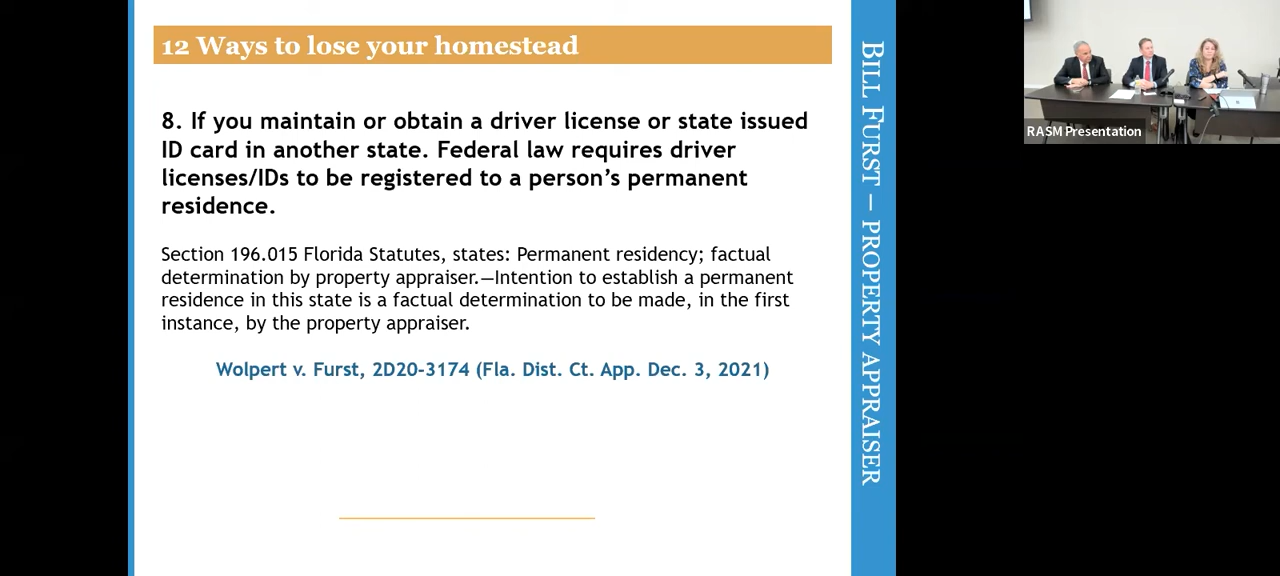 12 Ways to lose your homestead
8. If you maintain or obtain a driver license or state issued
ID card in another state. Federal law requires driver
licenses/IDs to be registered to a person’s permanent
residence.
Section 196.015 Florida Statutes, states: Permanent residency; factual
determination by property appraiser.—Intention to establish a permanent
residence in this state is a factual determination to be made, in the first
instance, by the property appraiser.
Wolpert v. Furst, 2D20-3174 (Fla. Dist. Ct. App. Dec. 3, 2021)
BILL FURST – PROPERTY APPRAISER
RASM Presentation